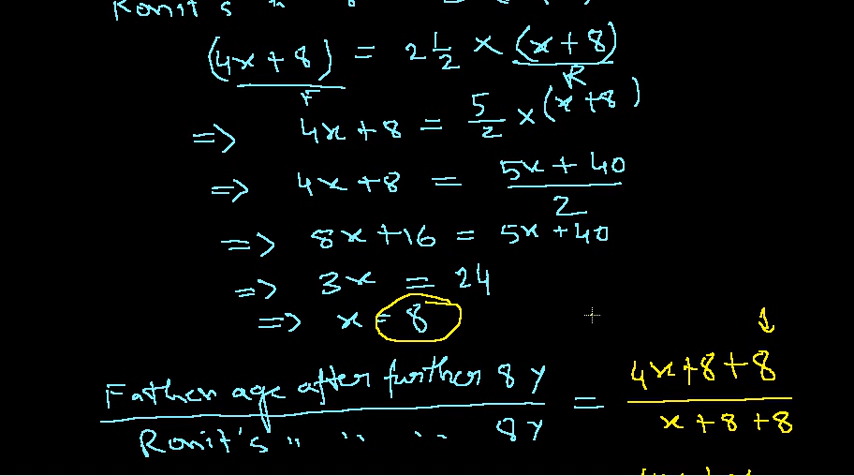 Ronit's "
(4x+8) = 2 1/2 × (x+8)
F R
=> 4x+8 = 5/2 × (x+8)
=> 4x+8 = 5x+40/2
=> 8x+16 = 5x+40
=> 3x = 24
=> x = 8
Father age after further 8 y / Ronit's " " " 8 y = 4x+8+8 / x+8+8